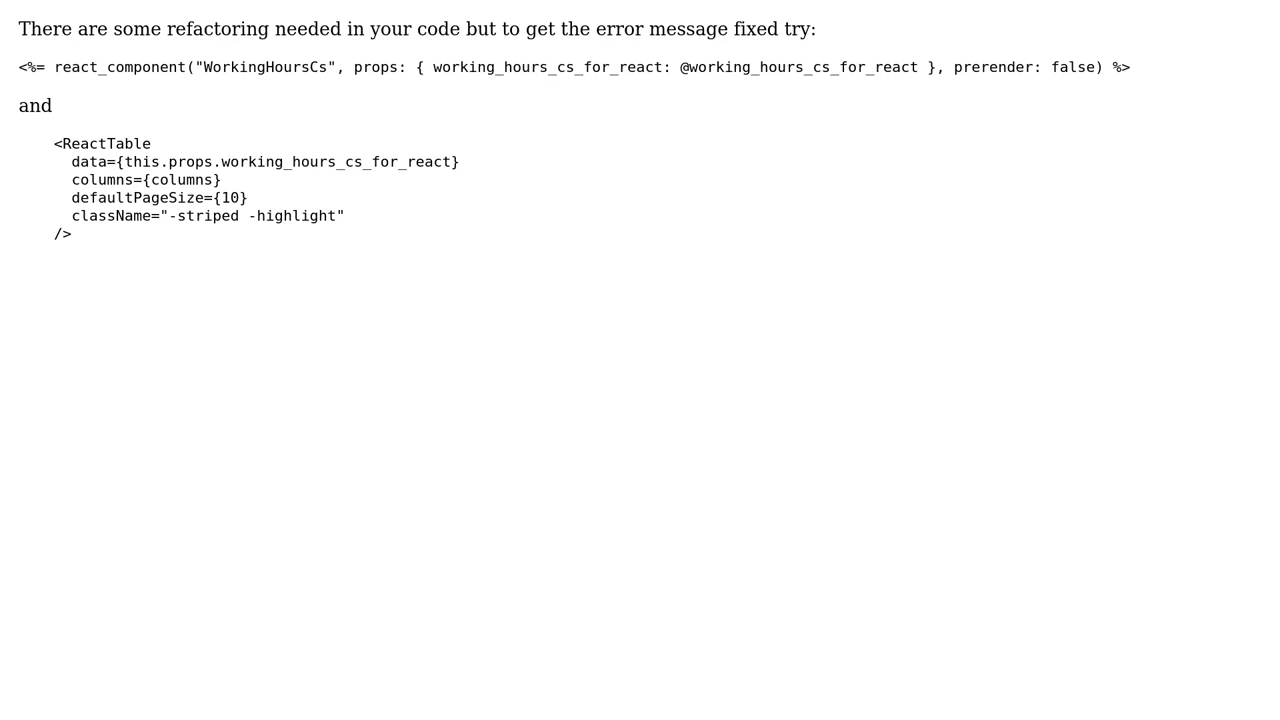 There are some refactoring needed in your code but to get the error message fixed try:
<%= react_component("WorkingHoursCs", props: { working_hours_cs_for_react: @working_hours_cs_for_react }, prerender: false) %>
and
    <ReactTable
      data={this.props.working_hours_cs_for_react}
      columns={columns}
      defaultPageSize={10}
      className="-striped -highlight"
    />